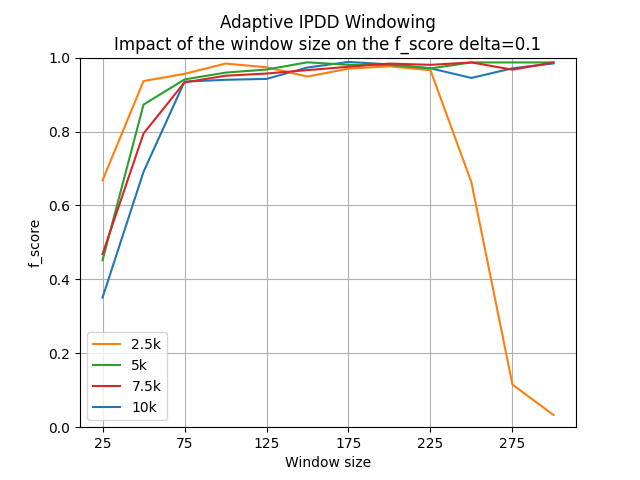 Adaptive IPDD Windowing
Impact of the window size on the f_score delta=0.1
1.0
0.8
0.6
0.4
0.2
0.0
f_score
2.5k
5k
7.5k
10k
25
75
125
175
225
275
Window size